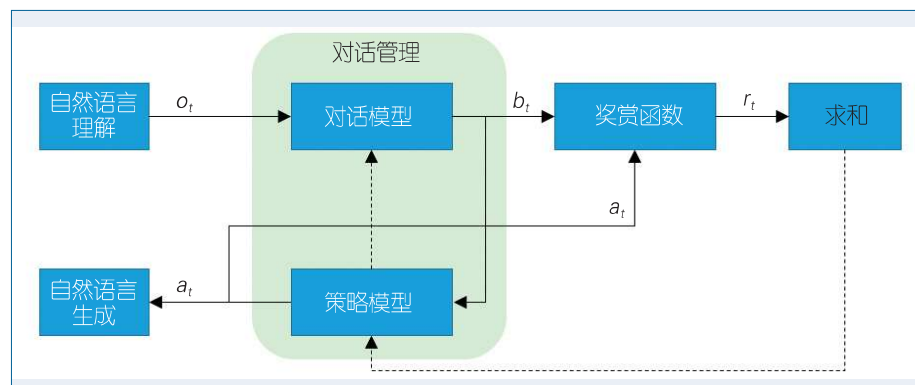 对话管理
自然语言
理解
o_t
对话模型
b_t
奖赏函数
r_t
求和
a_t
自然语言
生成
a_t
策略模型